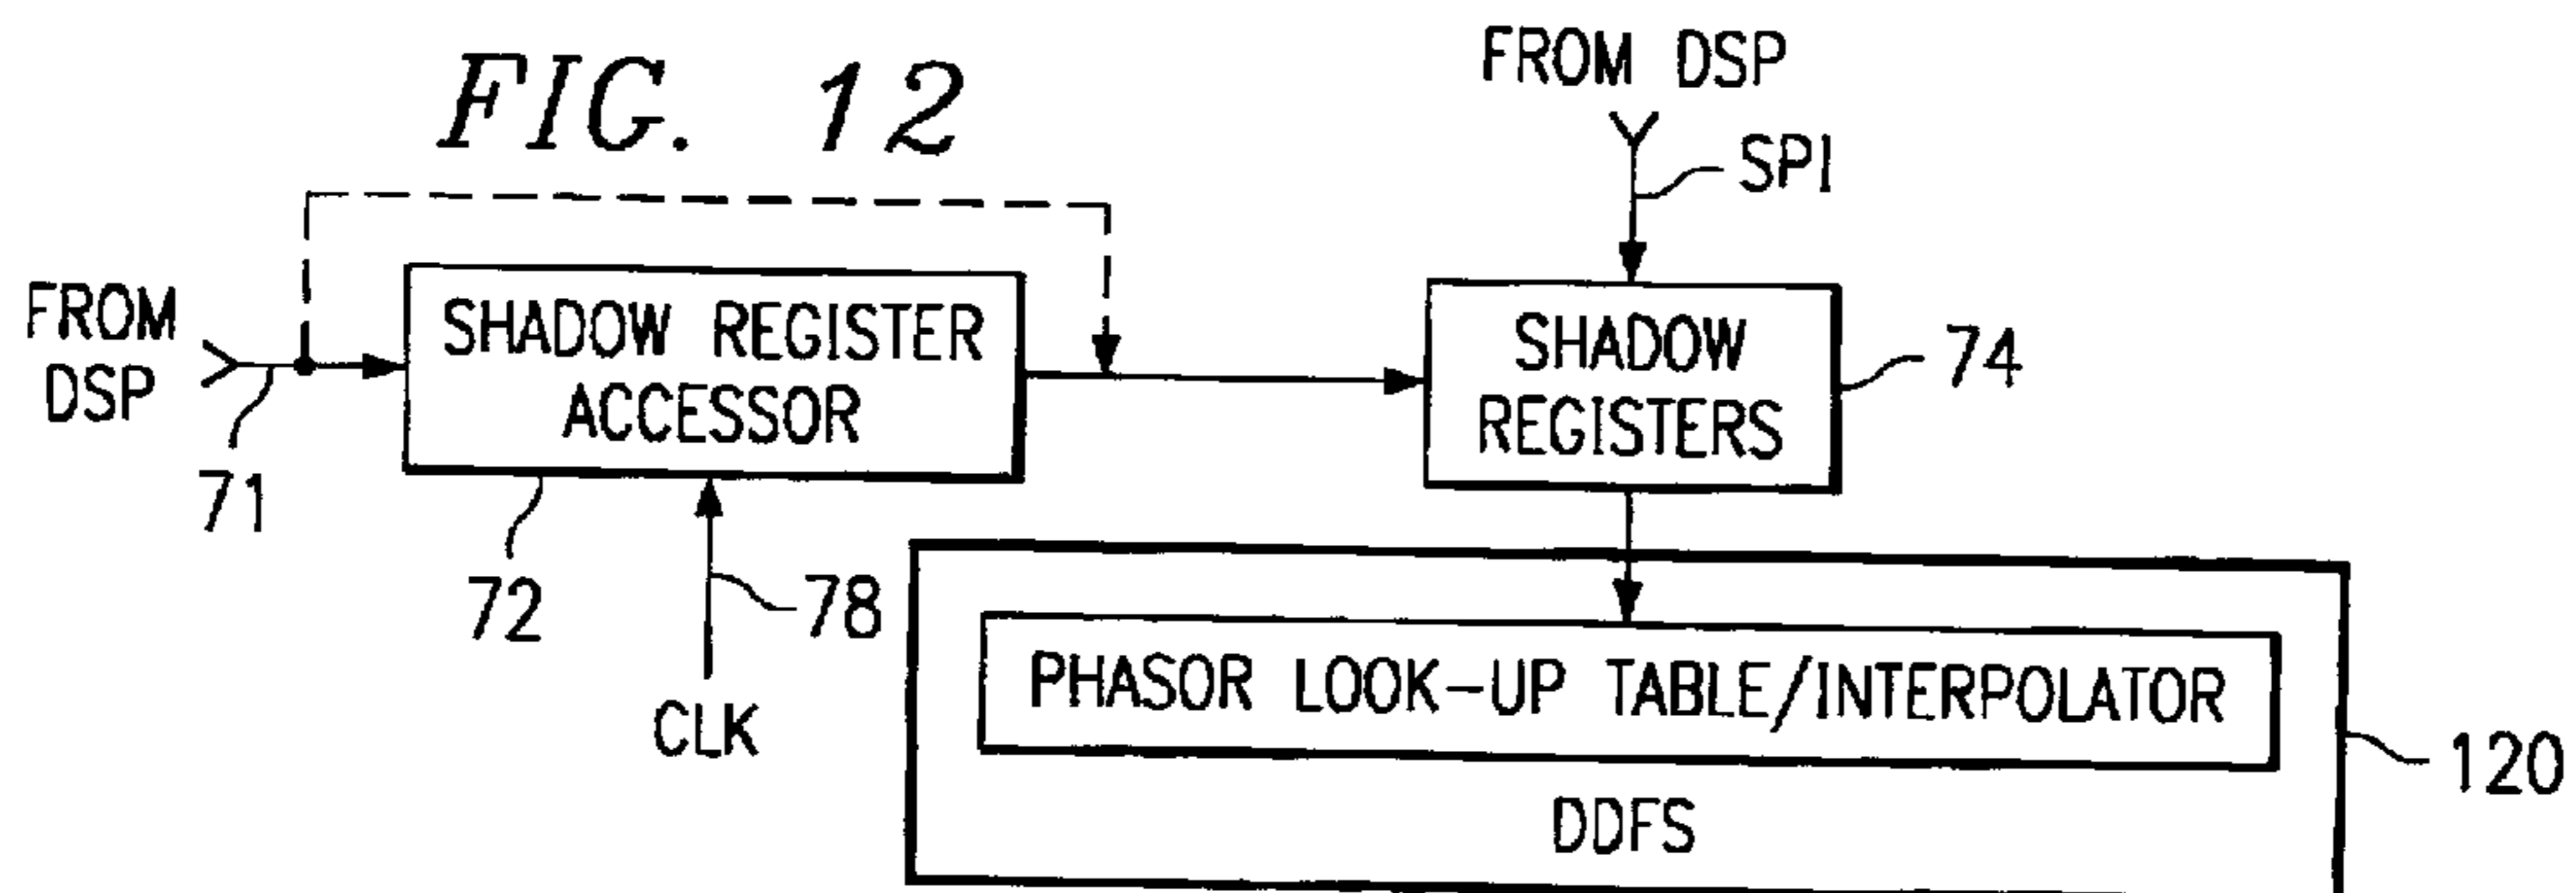 FIG. 12
FROM DSP
SPI
FROM
DSP
71
SHADOW REGISTER
ACCESSOR
72
78
CLK
SHADOW
REGISTERS
74
PHASOR LOOK-UP TABLE/INTERPOLATOR
DDFS
120